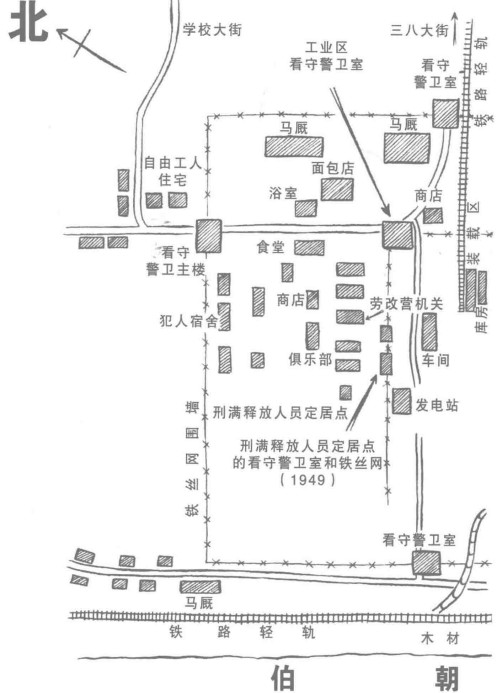 北
学校大街
三八大街
工业区
看守警卫室
看守
警卫室
铁路轻轨
马厩
马厩
面包店
自由工人
住宅
浴室
商店
装载区
看守
警卫主楼
食堂
商店
劳改营机关
犯人宿舍
库房
俱乐部
车间
刑满释放人员定居点
发电站
刑满释放人员定居点
的看守警卫室和铁丝网
(1949)
铁丝网围墙
看守警卫室
马厩
铁路轻轨
木材
伯朝